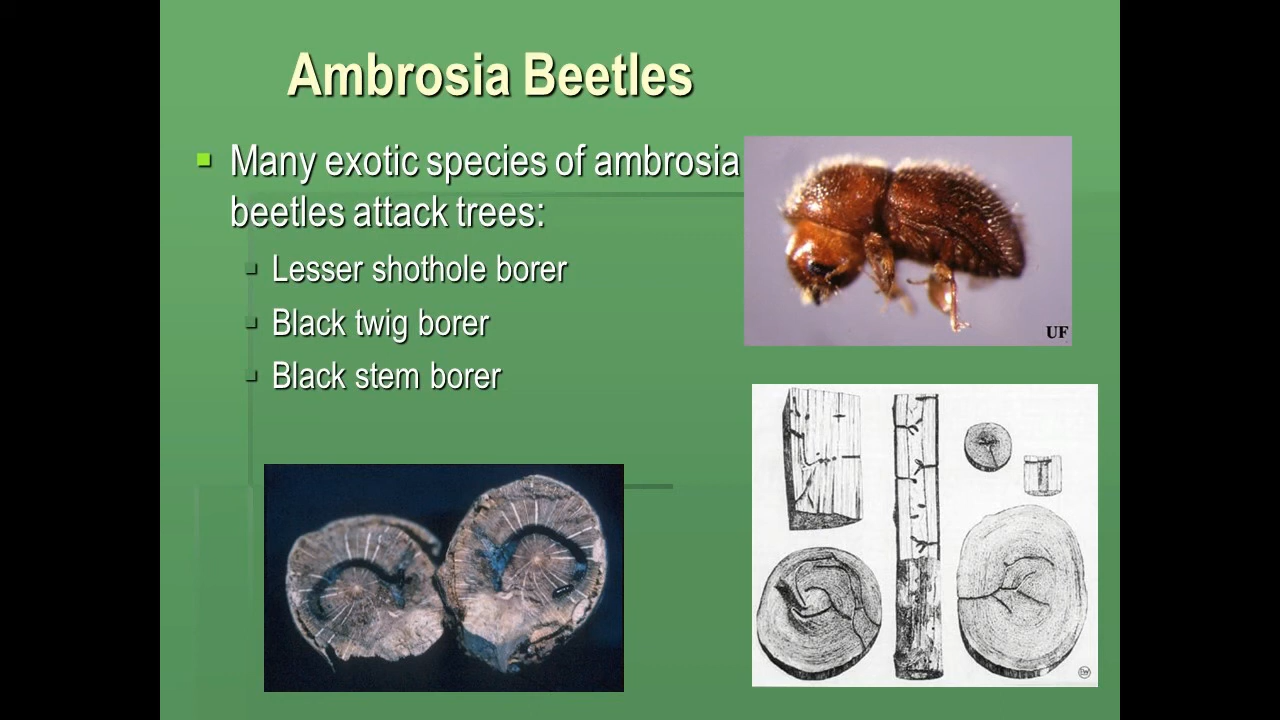 Ambrosia Beetles
Many exotic species of ambrosia
beetles attack trees:
Lesser shothole borer
Black twig borer
Black stem borer
UF